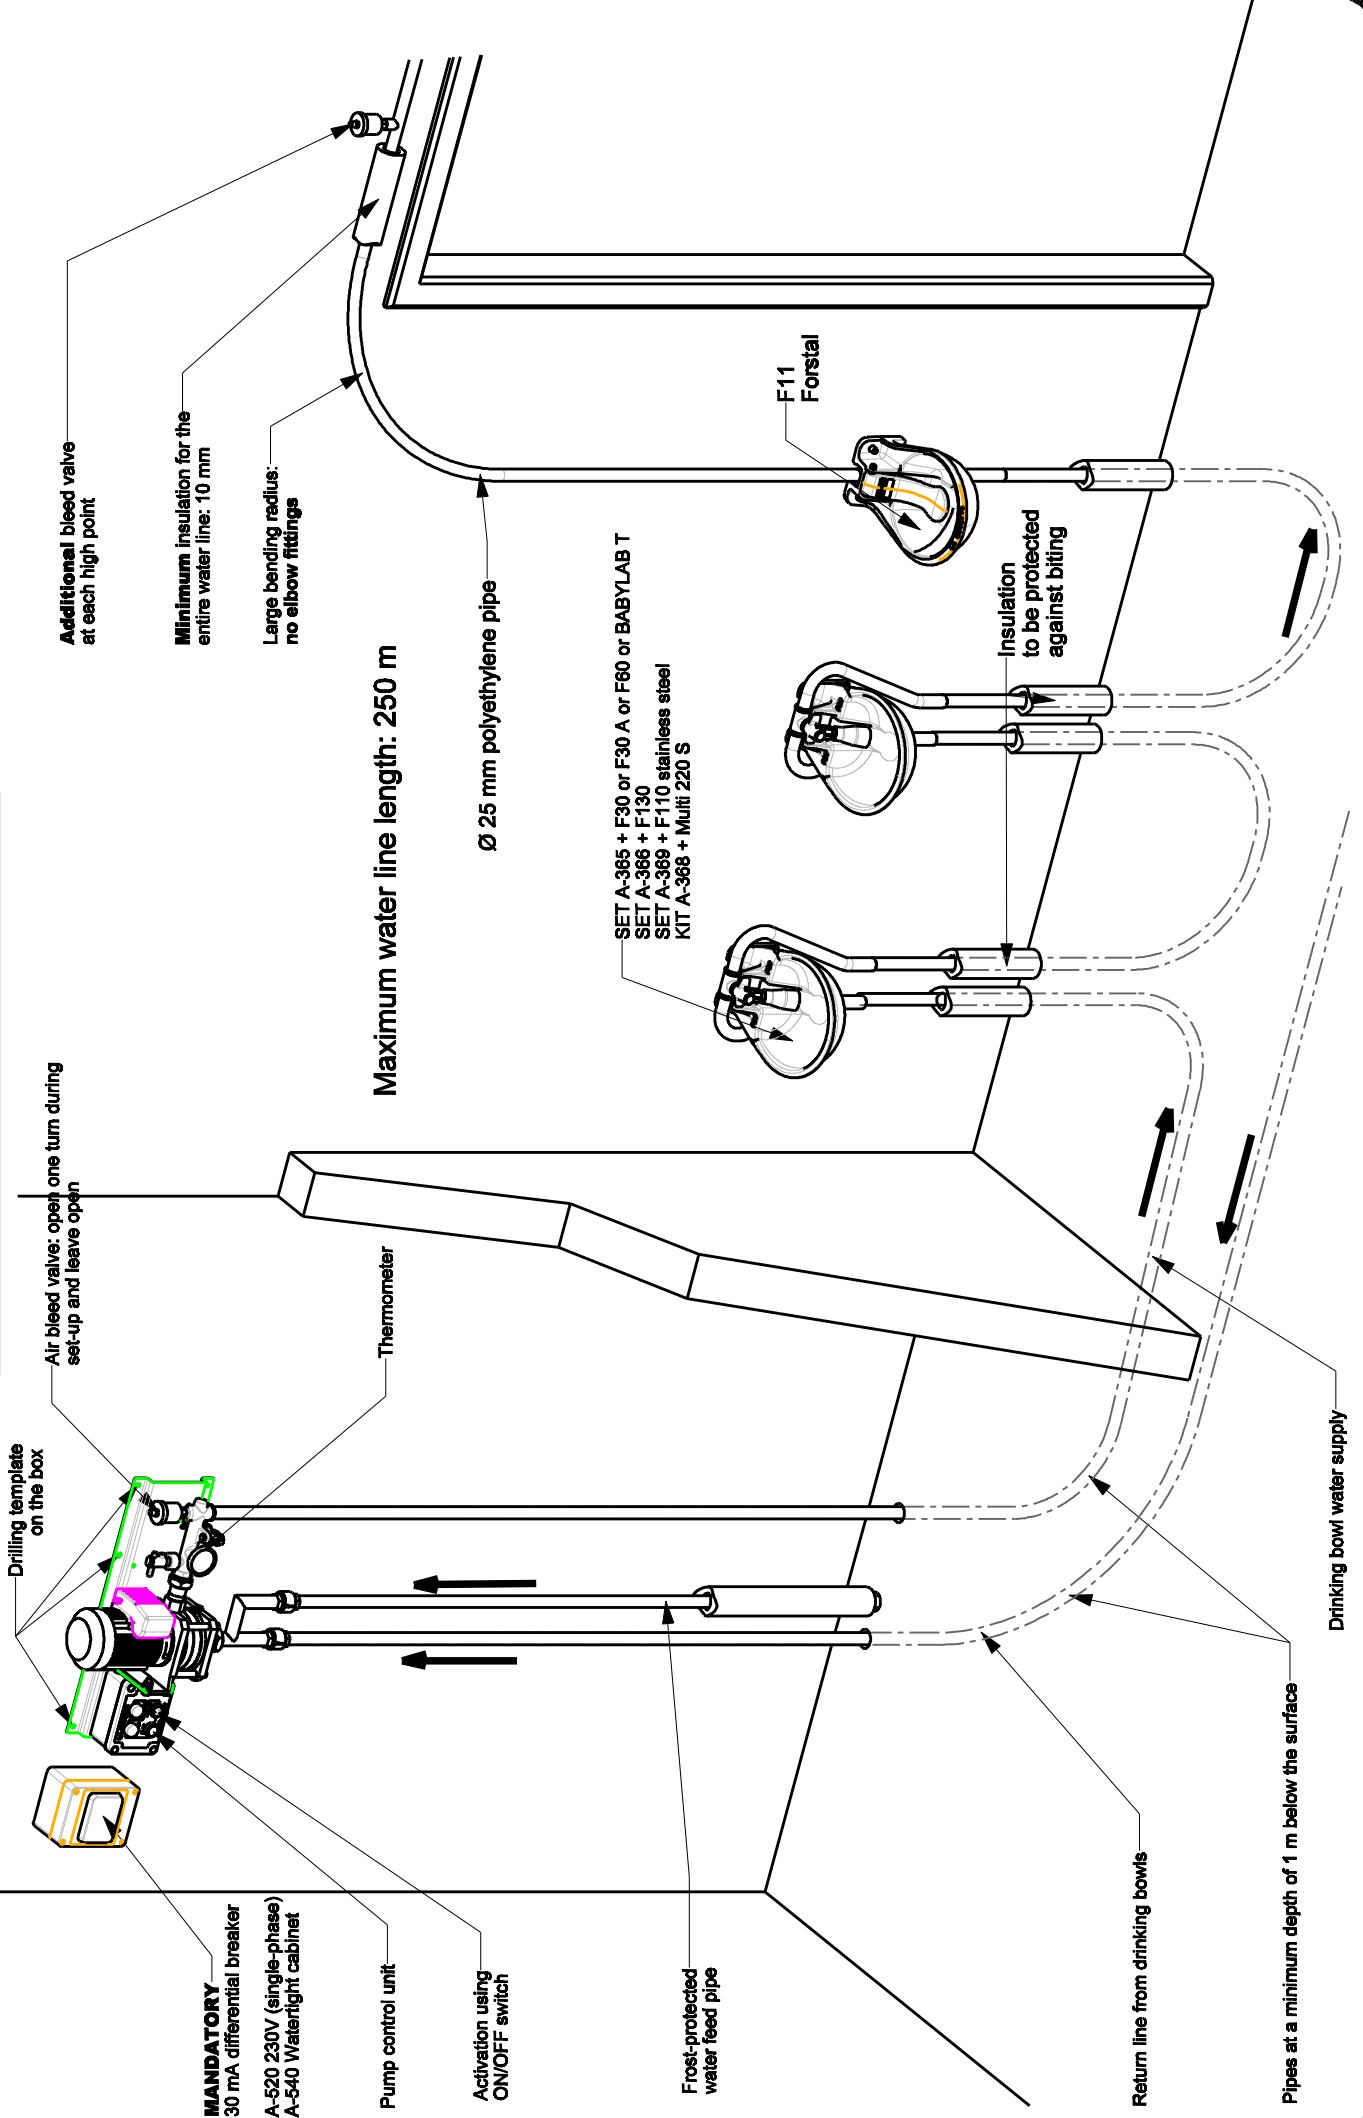 Additional bleed valve
at each high point
Minimum insulation for the
entire water line: 10 mm
Large bending radius:
no elbow fittings
Maximum water line length: 250 m
Ø 25 mm polyethylene pipe
SET A-365 + F30 or F30 A or F60 or BABYLAB T
SET A-366 + F130
SET A-369 + F110 stainless steel
KIT A-368 + Multi 220 S
F11
Forstal
Insulation
to be protected
against biting
Air bleed valve: open one turn during
set-up and leave open
Drilling template
on the box
Thermometer
MANDATORY
30 mA differential breaker
A-520 230V (single-phase)
A-540 Watertight cabinet
Pump control unit
Activation using
ON/OFF switch
Frost-protected
water feed pipe
Return line from drinking bowls
Pipes at a minimum depth of 1 m below the surface
Drinking bowl water supply